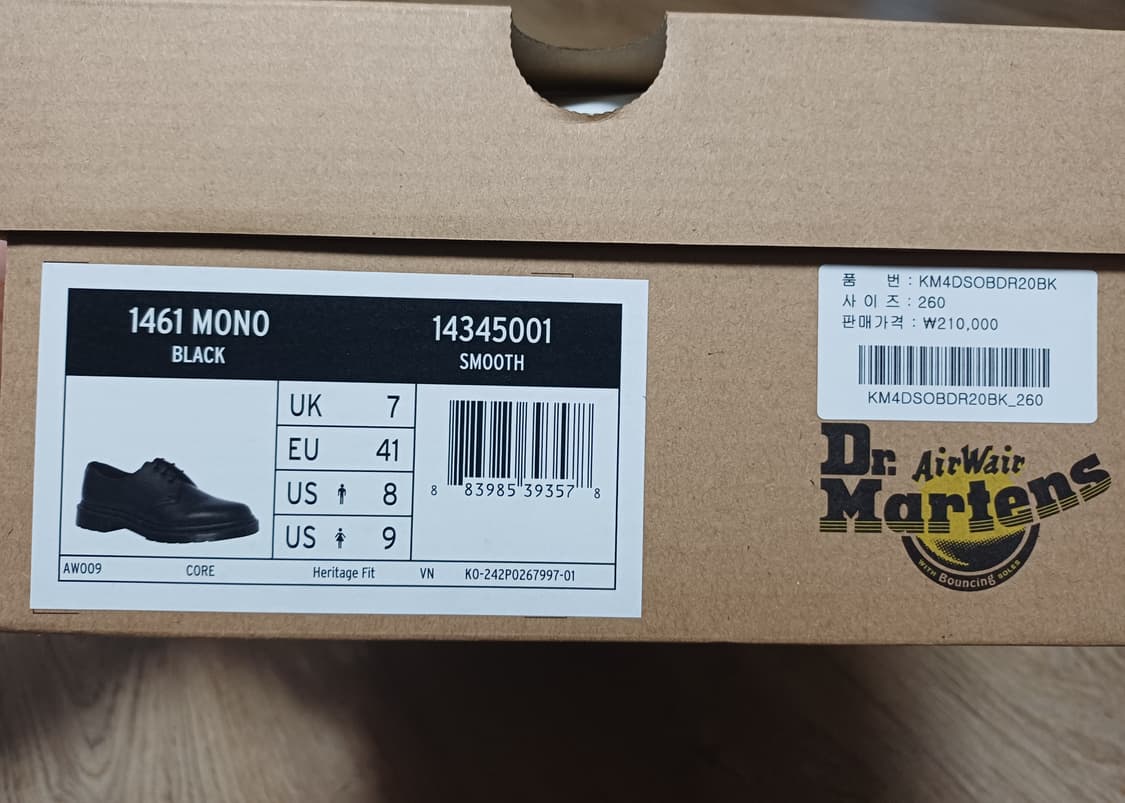 1461 MONO
BLACK
14345001
SMOOTH
UK 7
EU 41
US 8
US 9
8 83985 39357 8
AW009 CORE Heritage Fit VN KO-242P0267997-01
품 번 : KM4DSOBDR20BK
사 이 즈 : 260
판매가격 : ₩210,000
KM4DSOBDR20BK_260
Dr. AirWair
Martens
WITH Bouncing SOLES